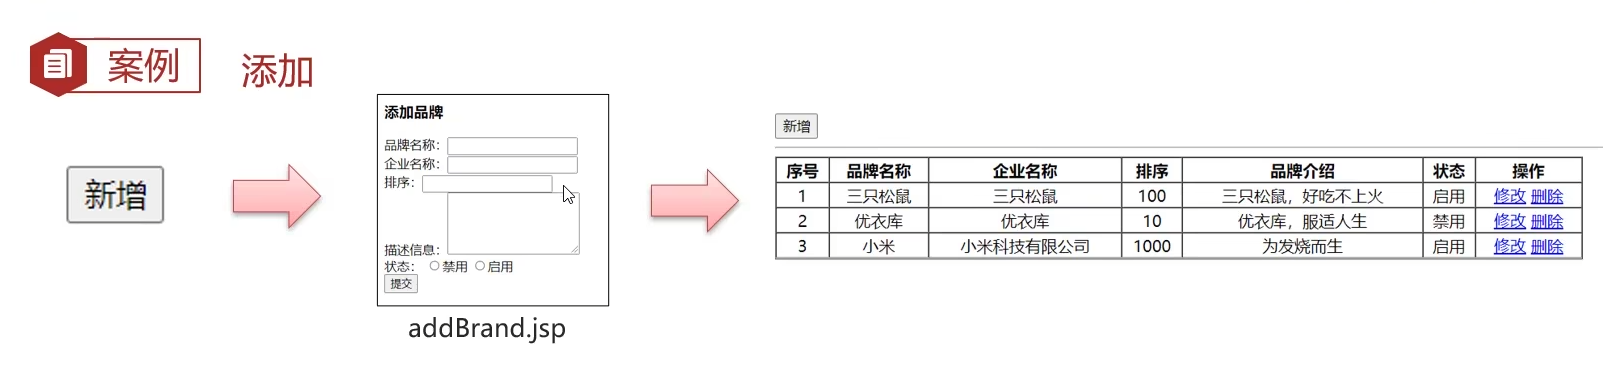 案例
添加
新增
添加品牌
品牌名称：
企业名称：
排序：
描述信息：
状态： 禁用 启用
提交
addBrand.jsp
新增
序号 品牌名称 企业名称 排序 品牌介绍 状态 操作
1 三只松鼠 三只松鼠 100 三只松鼠，好吃不上火 启用 修改 删除
2 优衣库 优衣库 10 优衣库，服适人生 禁用 修改 删除
3 小米 小米科技有限公司 1000 为发烧而生 启用 修改 删除